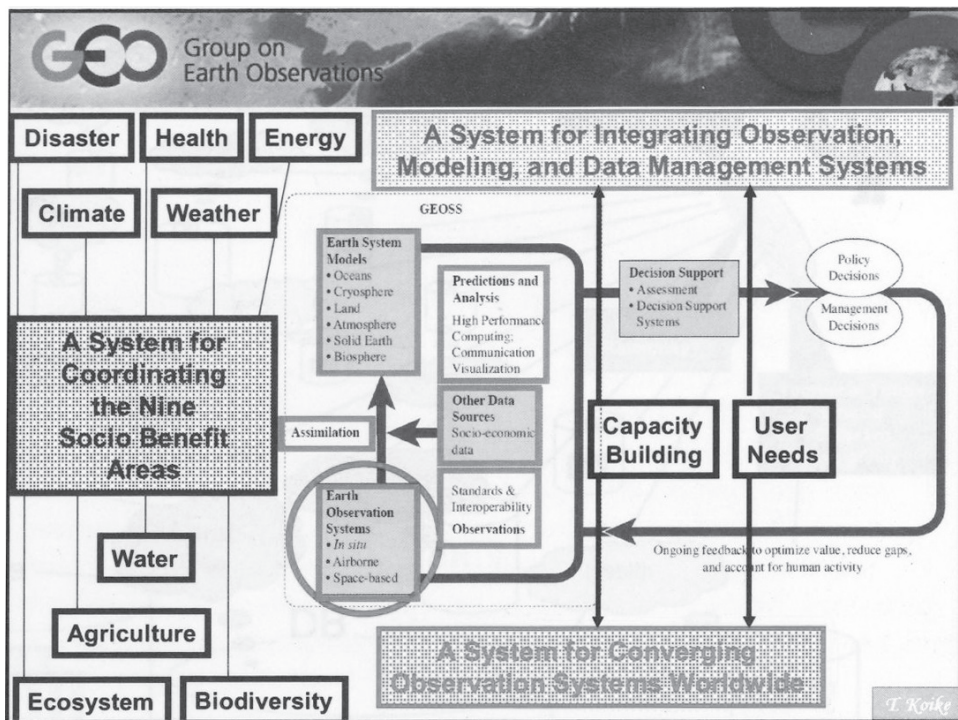 GEO
Group on
Earth Observations
Disaster
Health
Energy
Climate
Weather
A System for
Coordinating
the Nine
Socio Benefit
Areas
Water
Agriculture
Ecosystem
Biodiversity
A System for Integrating Observation,
Modeling, and Data Management Systems
GEOSS
Earth System
Models
• Oceans
• Cryosphere
• Land
• Atmosphere
• Solid Earth
• Biosphere
Predictions and
Analysis
High Performance
Computing;
Communication
Visualization
Assimilation
Other Data
Sources
Socio-economic
data
Earth
Observation
Systems
• In situ
• Airborne
• Space-based
Standards &
Interoperability
Observations
Decision Support
• Assessment
• Decision Support
Systems
Policy
Decisions
Management
Decisions
Capacity
Building
User
Needs
Ongoing feedback to optimize value, reduce gaps,
and account for human activity
A System for Converging
Observation Systems Worldwide
T. Koike